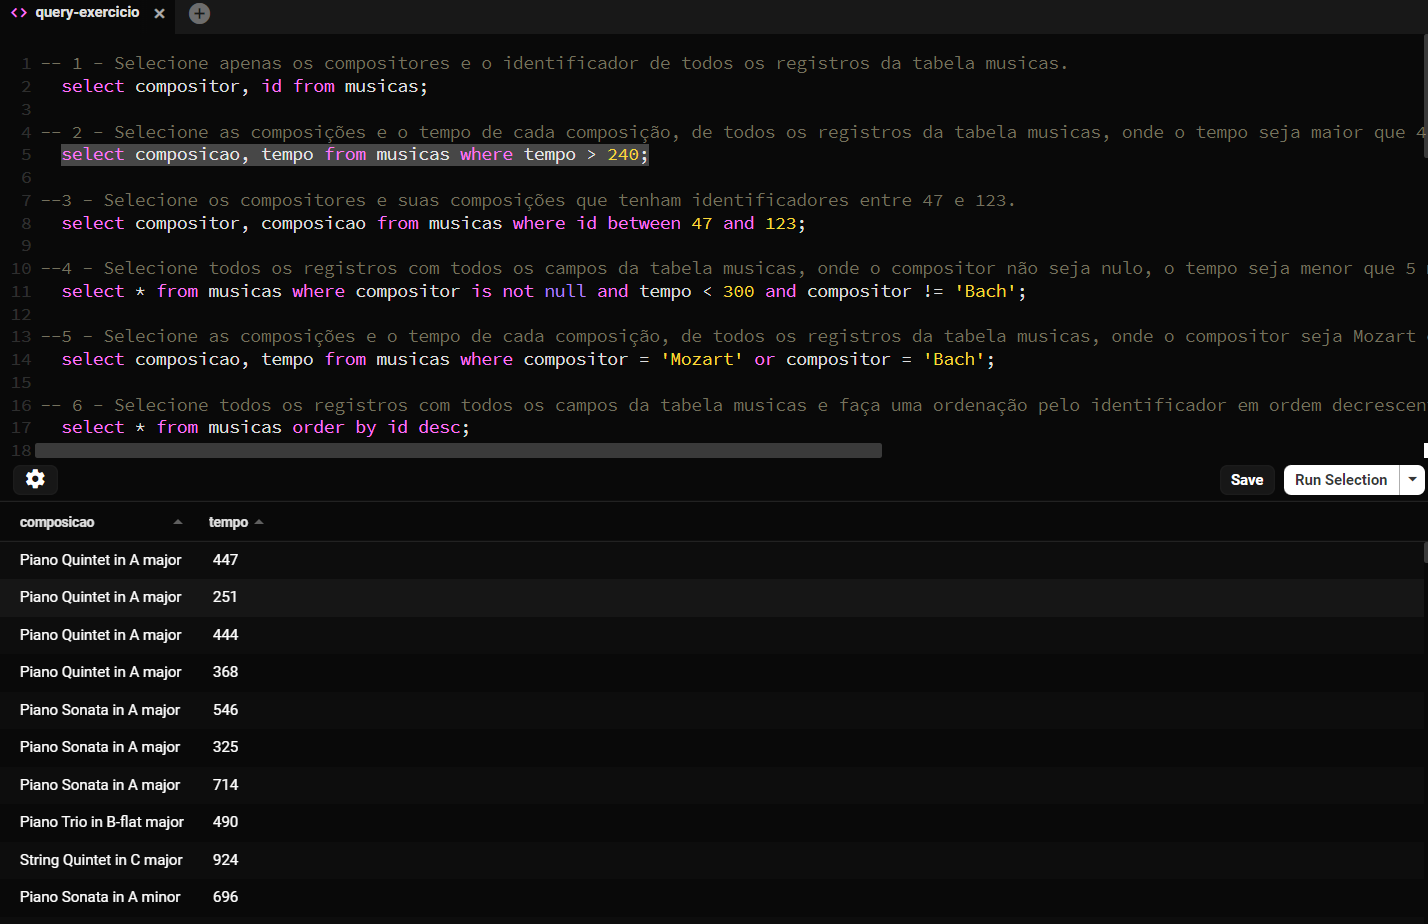 <> query-exercicio × +
1 -- 1 - Selecione apenas os compositores e o identificador de todos os registros da tabela musicas.
2 select compositor, id from musicas;
3
4 -- 2 - Selecione as composições e o tempo de cada composição, de todos os registros da tabela musicas, onde o tempo seja maior que 4
5 select composicao, tempo from musicas where tempo > 240;
6
7 --3 - Selecione os compositores e suas composições que tenham identificadores entre 47 e 123.
8 select compositor, composicao from musicas where id between 47 and 123;
9
10 --4 - Selecione todos os registros com todos os campos da tabela musicas, onde o compositor não seja nulo, o tempo seja menor que 5
11 select * from musicas where compositor is not null and tempo < 300 and compositor != 'Bach';
12
13 --5 - Selecione as composições e o tempo de cada composição, de todos os registros da tabela musicas, onde o compositor seja Mozart
14 select composicao, tempo from musicas where compositor = 'Mozart' or compositor = 'Bach';
15
16 -- 6 - Selecione todos os registros com todos os campos da tabela musicas e faça uma ordenação pelo identificador em ordem decrescen
17 select * from musicas order by id desc;
18
Save Run Selection
composicao tempo
Piano Quintet in A major 447
Piano Quintet in A major 251
Piano Quintet in A major 444
Piano Quintet in A major 368
Piano Sonata in A major 546
Piano Sonata in A major 325
Piano Sonata in A major 714
Piano Trio in B-flat major 490
String Quintet in C major 924
Piano Sonata in A minor 696